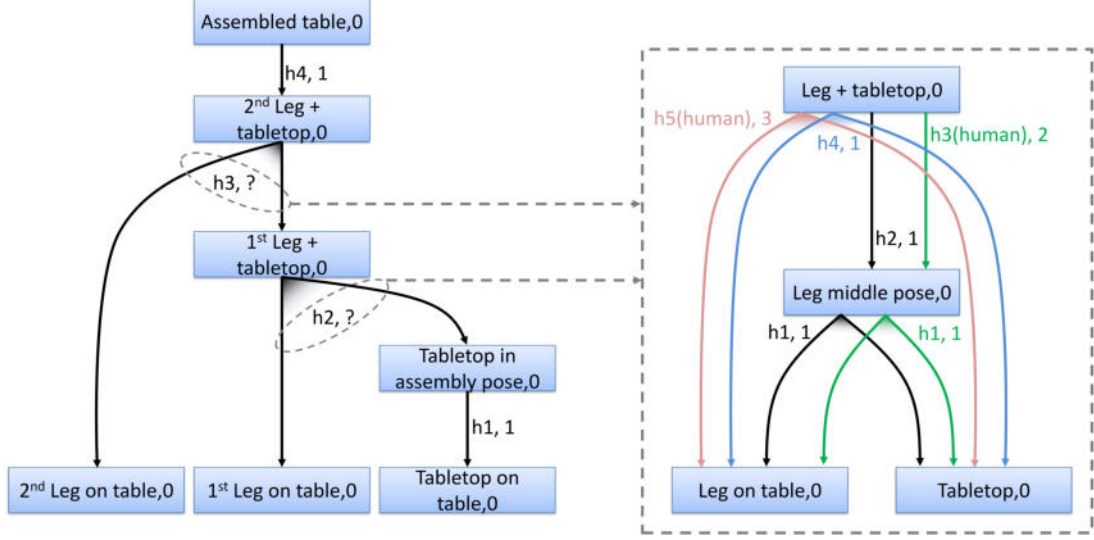 Assembled table,0
h4, 1
2nd Leg +
tabletop,0
h3, ?
1st Leg +
tabletop,0
h2, ?
Tabletop in
assembly pose,0
h1, 1
2nd Leg on table,0
1st Leg on table,0
Tabletop on
table,0
Leg + tabletop,0
h5(human), 3
h4, 1
h3(human), 2
h2, 1
Leg middle pose,0
h1, 1
h1, 1
Leg on table,0
Tabletop,0